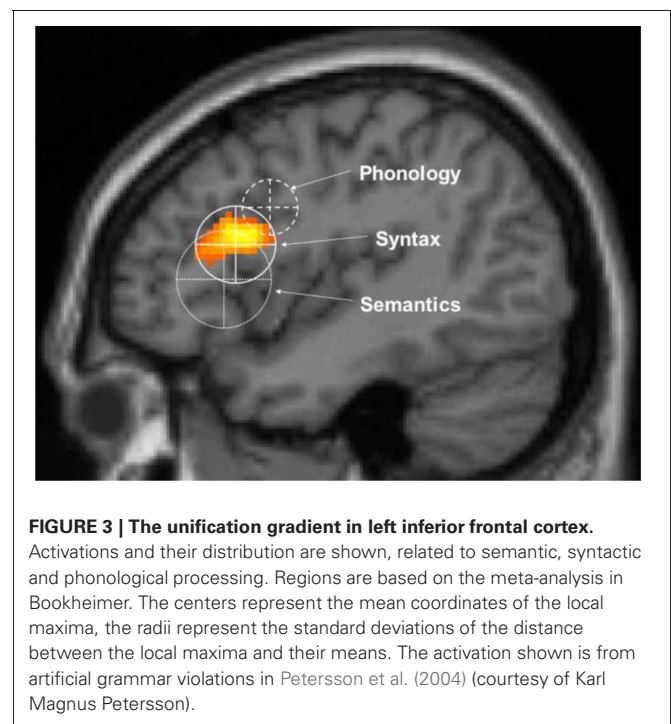 Phonology
Syntax
Semantics
FIGURE 3 | The unification gradient in left inferior frontal cortex.
Activations and their distribution are shown, related to semantic, syntactic
and phonological processing. Regions are based on the meta-analysis in
Bookheimer. The centers represent the mean coordinates of the local
maxima, the radii represent the standard deviations of the distance
between the local maxima and their means. The activation shown is from
artificial grammar violations in Petersson et al. (2004) (courtesy of Karl
Magnus Petersson).